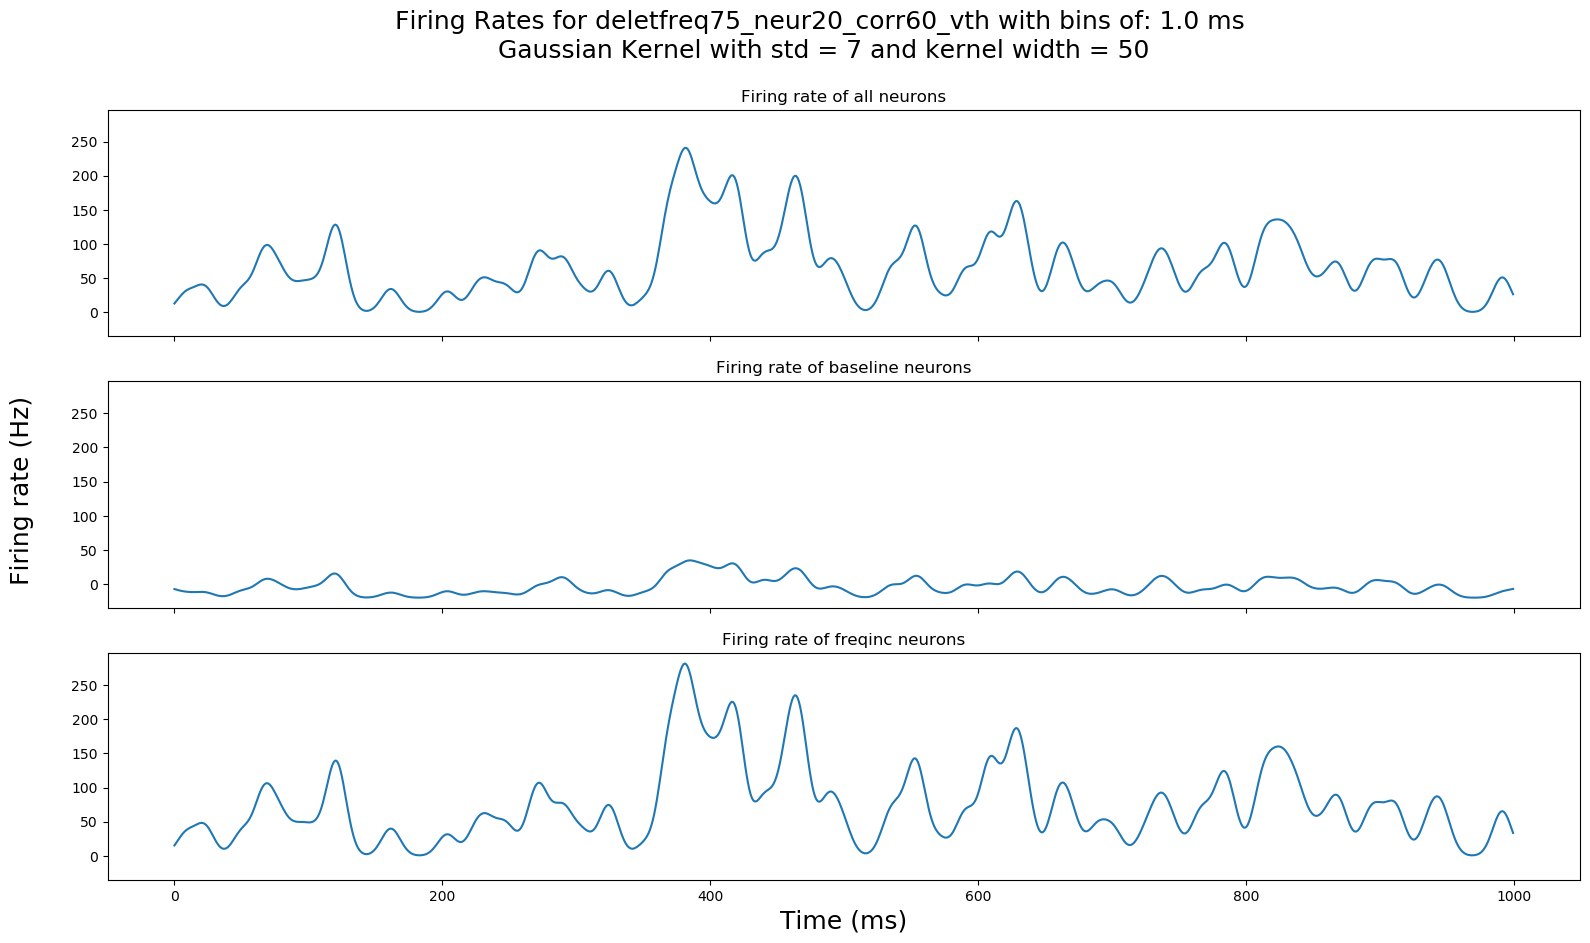 Firing Rates for deletfreq75_neur20_corr60_vth with bins of: 1.0 ms
Gaussian Kernel with std = 7 and kernel width = 50
Firing rate of all neurons
250
200
150
100
50
0
Firing rate of baseline neurons
250
200
150
100
50
0
Firing rate (Hz)
Firing rate of freqinc neurons
250
200
150
100
50
0
0 200 400 600 800 1000
Time (ms)